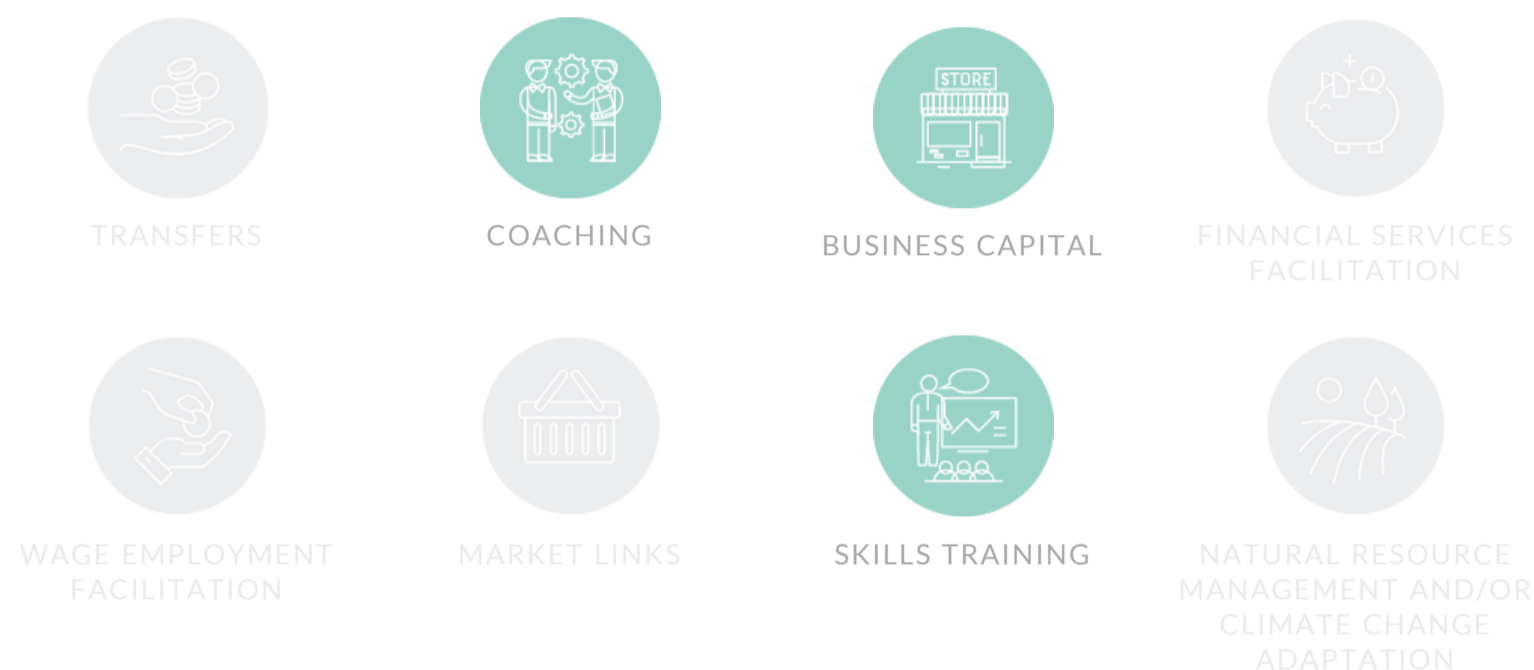 STORE
TRANSFERS
COACHING
BUSINESS CAPITAL
FINANCIAL SERVICES
FACILITATION
WAGE EMPLOYMENT
FACILITATION
MARKET LINKS
SKILLS TRAINING
NATURAL RESOURCE
MANAGEMENT AND/OR
CLIMATE CHANGE
ADAPTATION